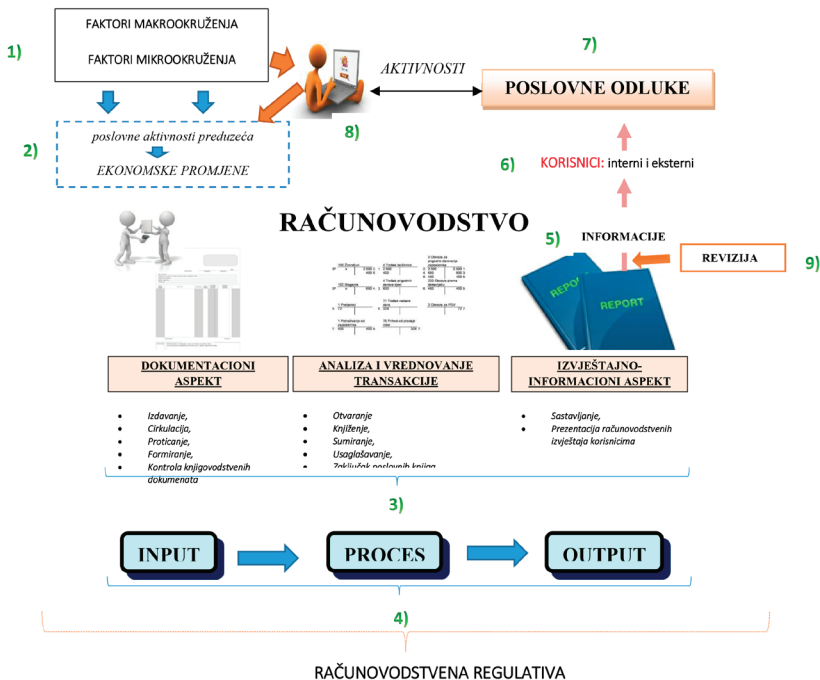 1)
FAKTORI MAKROOKRUŽENJA
FAKTORI MIKROOKRUŽENJA
2)
poslovne aktivnosti preduzeća
EKONOMSKE PROMJENE
8)
AKTIVNOSTI
7)
POSLOVNE ODLUKE
6)
KORISNICI: interni i eksterni
RAČUNOVODSTVO
5)
INFORMACIJE
REVIZIJA
9)
REPORT
REPORT
DOKUMENTACIONI
ASPEKT
Izdavanje,
Cirkulacija,
Proticanje,
Formiranje,
Kontrola knjigovodstvenih
dokumenata
ANALIZA I VREDNOVANJE
TRANSAKCIJE
Otvaranje
Knjiženje,
Sumiranje,
Usaglašavanje,
Zaključak poslovnih knjiga
IZVJEŠTAJNO-
INFORMACIONI ASPEKT
Sastavljanje,
Prezentacija računovodstvenih
izvještaja korisnicima
3)
INPUT
PROCES
OUTPUT
4)
RAČUNOVODSTVENA REGULATIVA